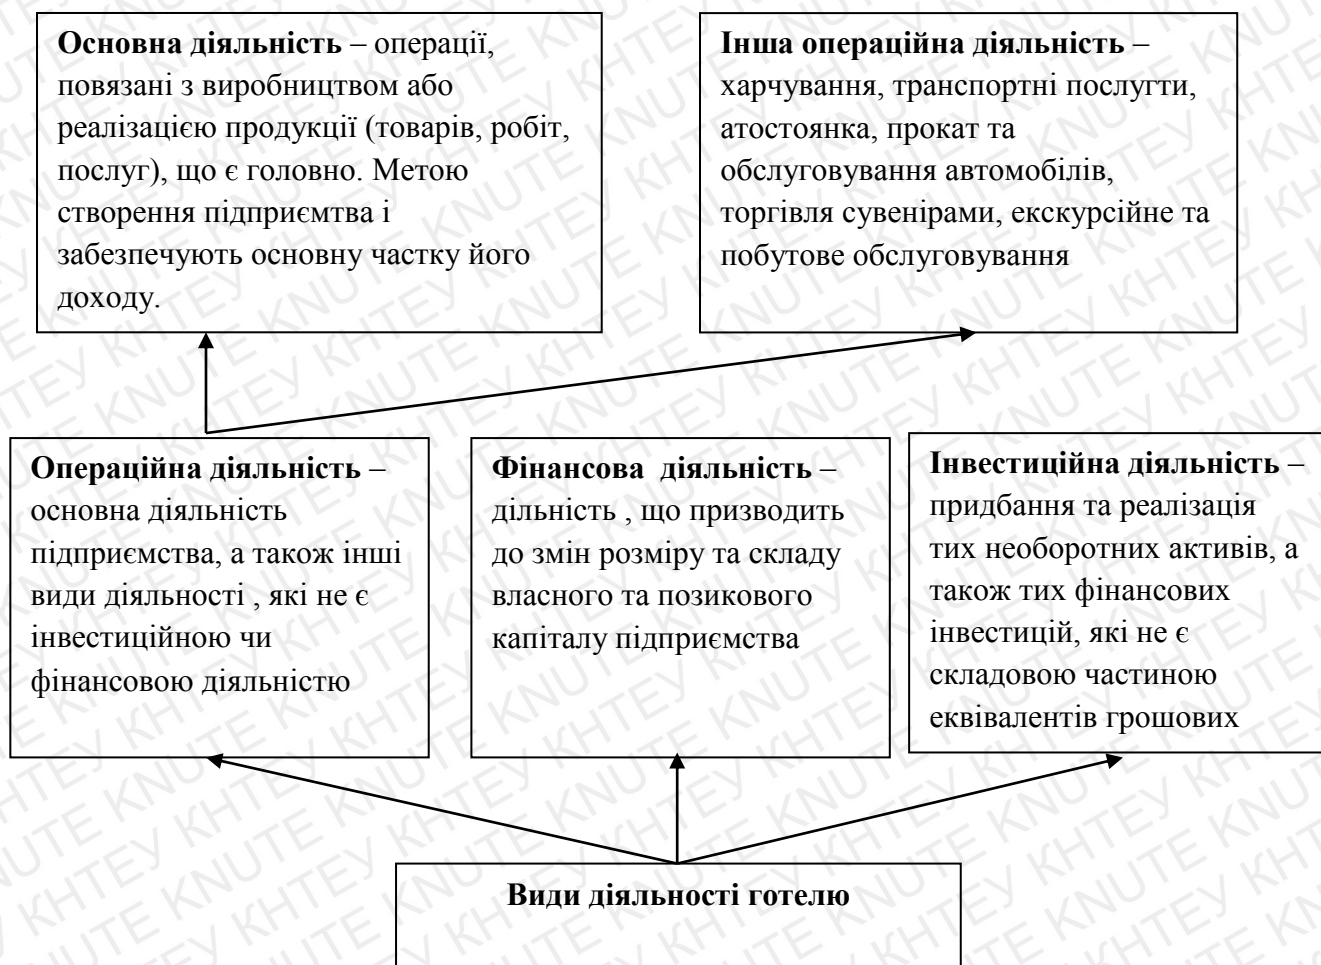 Основна діяльність – операції,
повязані з виробництвом або
реалізацією продукції (товарів, робіт,
послуг), що є головно. Метою
створення підприємтва і
забезпечують основну частку його
доходу.
Інша операційна діяльність –
харчування, транспортні послугти,
атостоянка, прокат та
обслуговування автомобілів,
торгівля сувенірами, екскурсійне та
побутове обслуговування
Операційна діяльність –
основна діяльність
підприємства, а також інші
види діяльності , які не є
інвестиційною чи
фінансовою діяльністю
Фінансова  діяльність –
дільність , що призводить
до змін розміру та складу
власного та позикового
капіталу підприємства
Інвестиційна діяльність –
придбання та реалізація
тих необоротних активів, а
також тих фінансових
інвестицій, які не є
складовою частиною
еквівалентів грошових
Види діяльності готелю